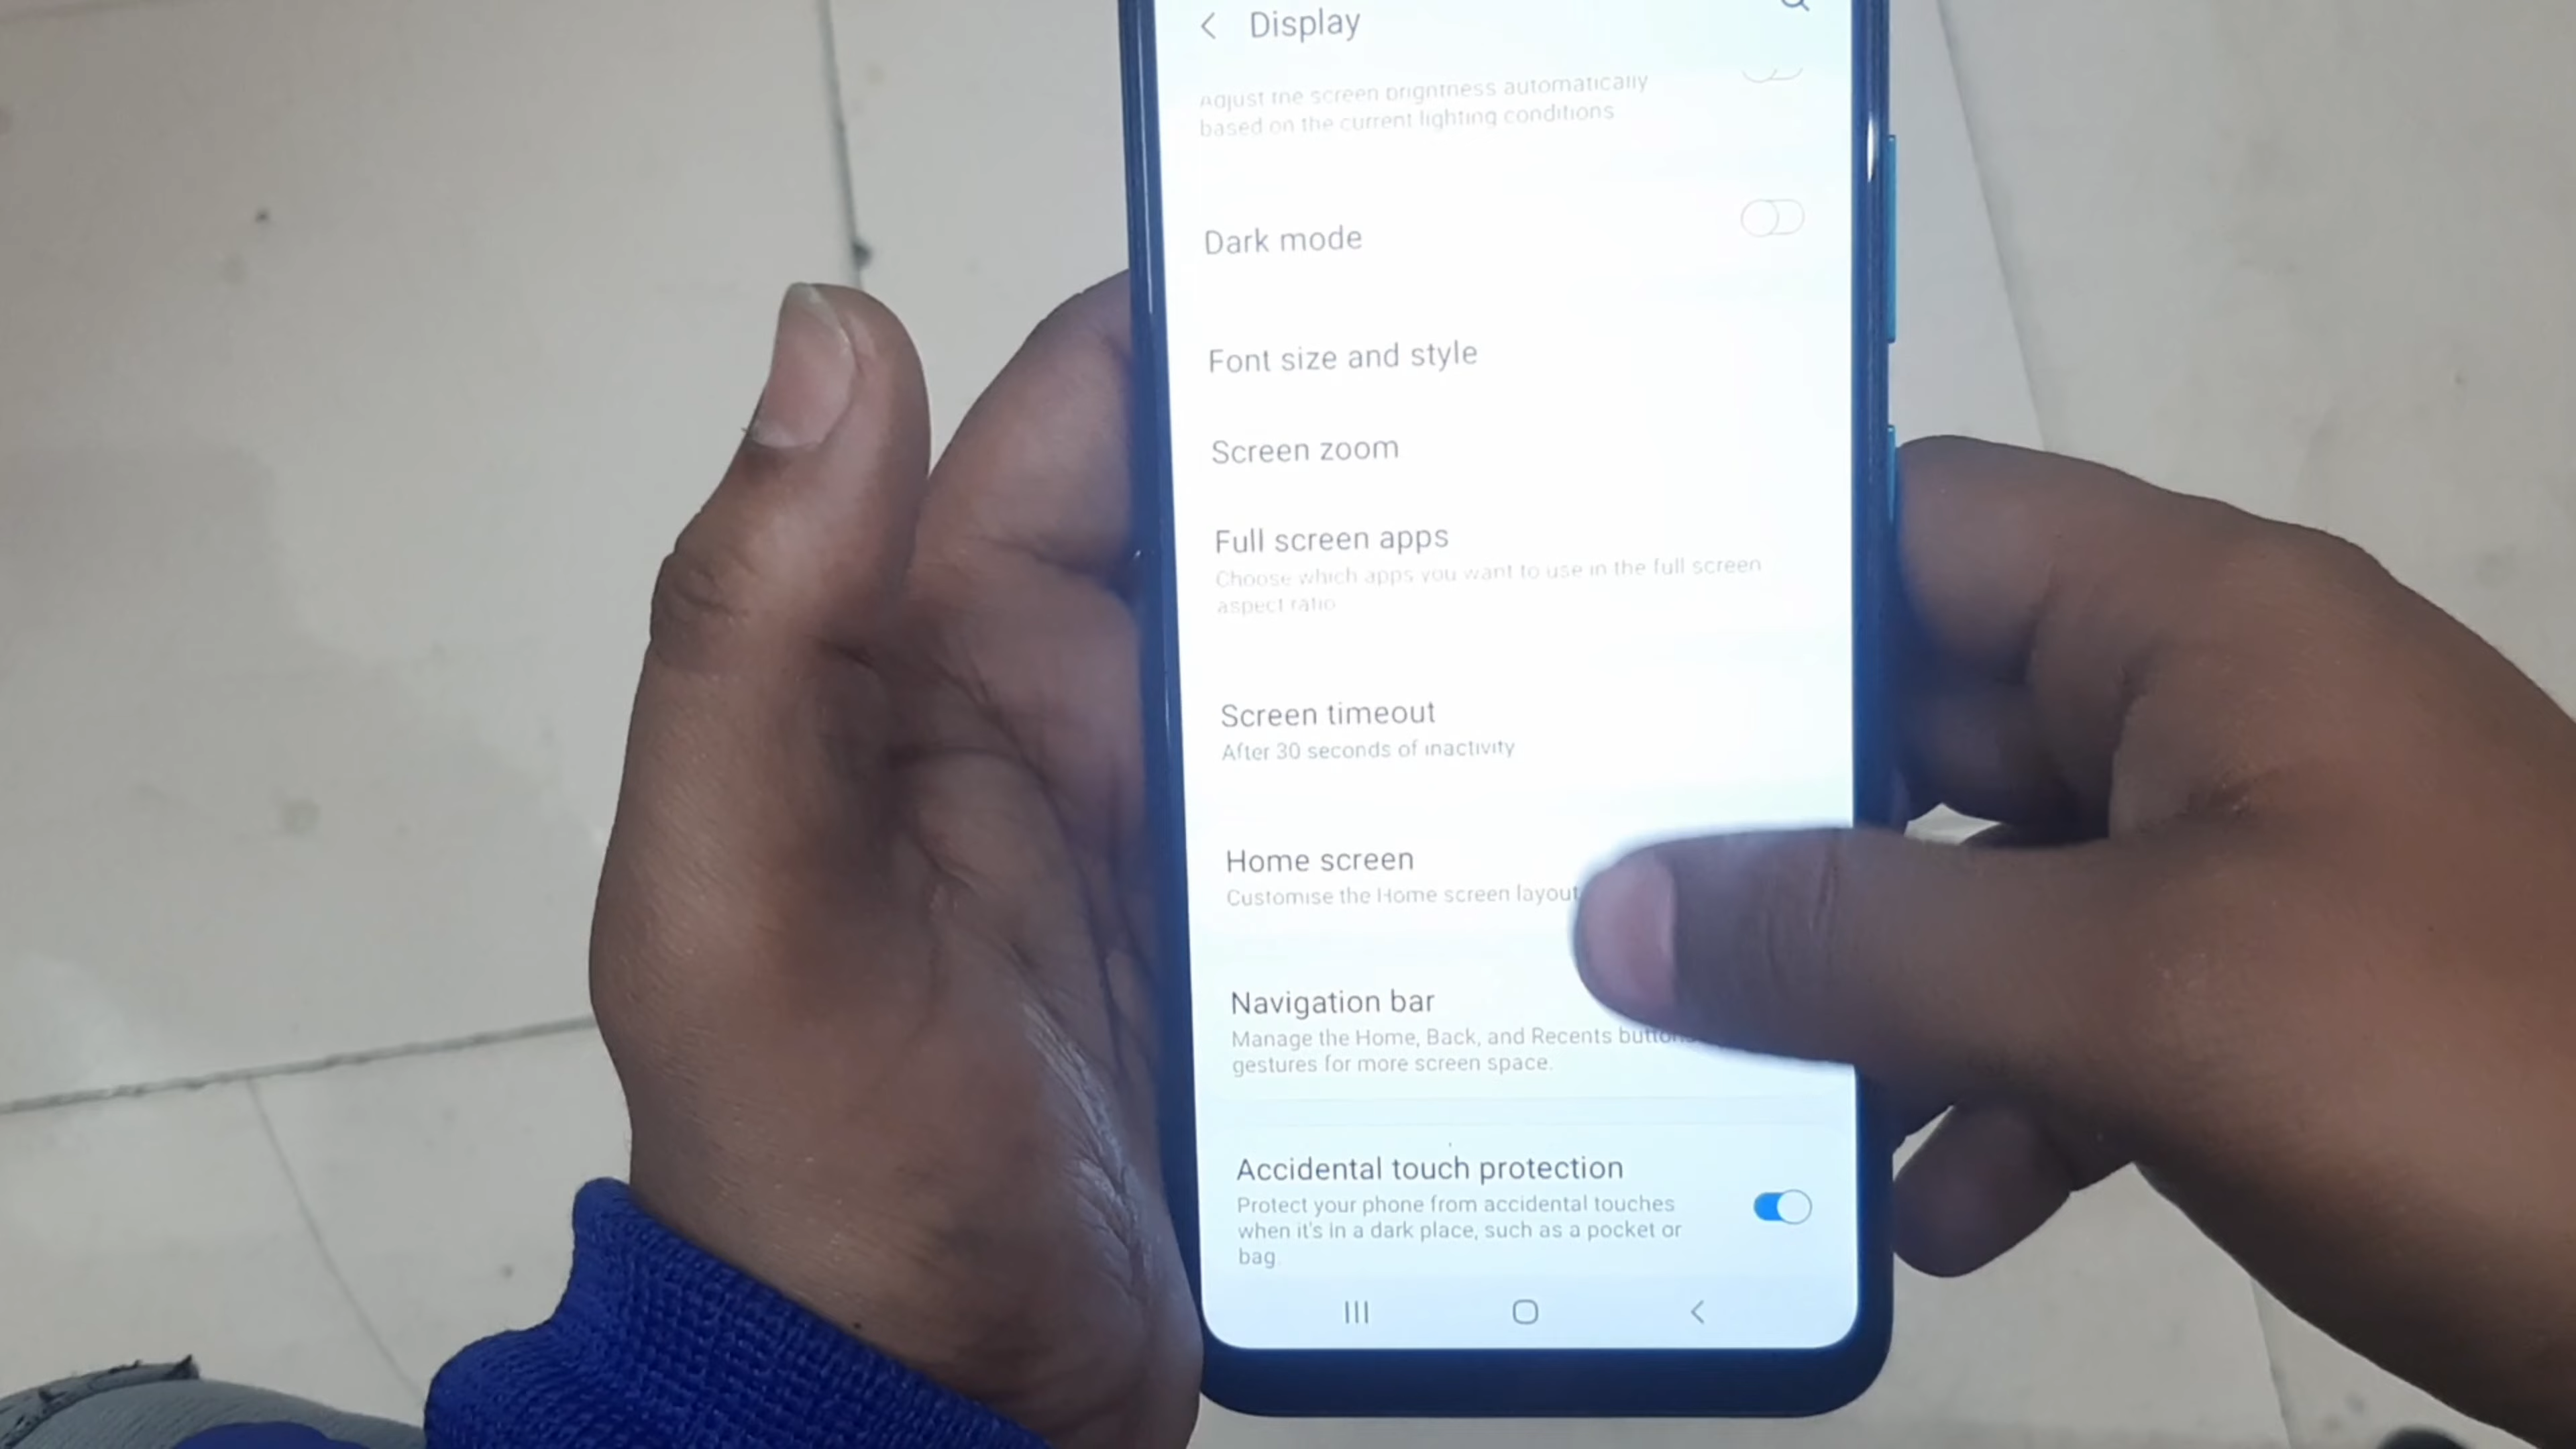 Display
Adjust the screen brightness automatically
based on the current lighting conditions
Dark mode
Font size and style
Screen zoom
Full screen apps
Choose which apps you want to use in the full screen
aspect ratio
Screen timeout
After 30 seconds of inactivity
Home screen
Customise the Home screen layout
Navigation bar
Manage the Home, Back, and Recents
gestures for more screen space.
Accidental touch protection
Protect your phone from accidental touches
when it's in a dark place, such as a pocket or
bag